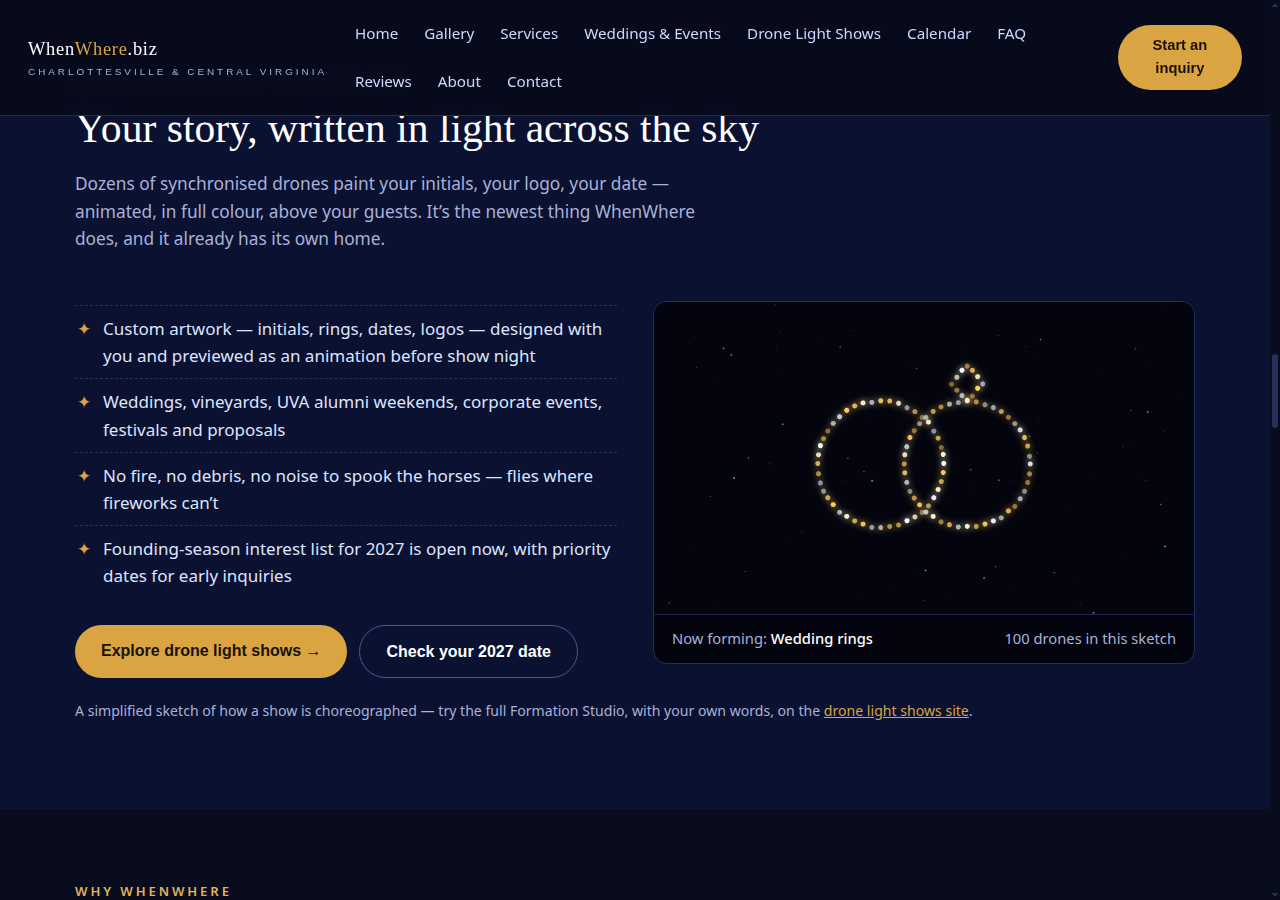 WhenWhere.biz
CHARLOTTESVILLE & CENTRAL VIRGINIA
Home Gallery Services Weddings & Events Drone Light Shows Calendar FAQ
Reviews About Contact
Start an
inquiry
Your story, written in light across the sky
Dozens of synchronised drones paint your initials, your logo, your date —
animated, in full colour, above your guests. It’s the newest thing WhenWhere
does, and it already has its own home.
✦ Custom artwork — initials, rings, dates, logos — designed with
you and previewed as an animation before show night
✦ Weddings, vineyards, UVA alumni weekends, corporate events,
festivals and proposals
✦ No fire, no debris, no noise to spook the horses — flies where
fireworks can’t
✦ Founding-season interest list for 2027 is open now, with priority
dates for early inquiries
Explore drone light shows →
Check your 2027 date
Now forming: Wedding rings
100 drones in this sketch
A simplified sketch of how a show is choreographed — try the full Formation Studio, with your own words, on the drone light shows site.
WHY WHENWHERE